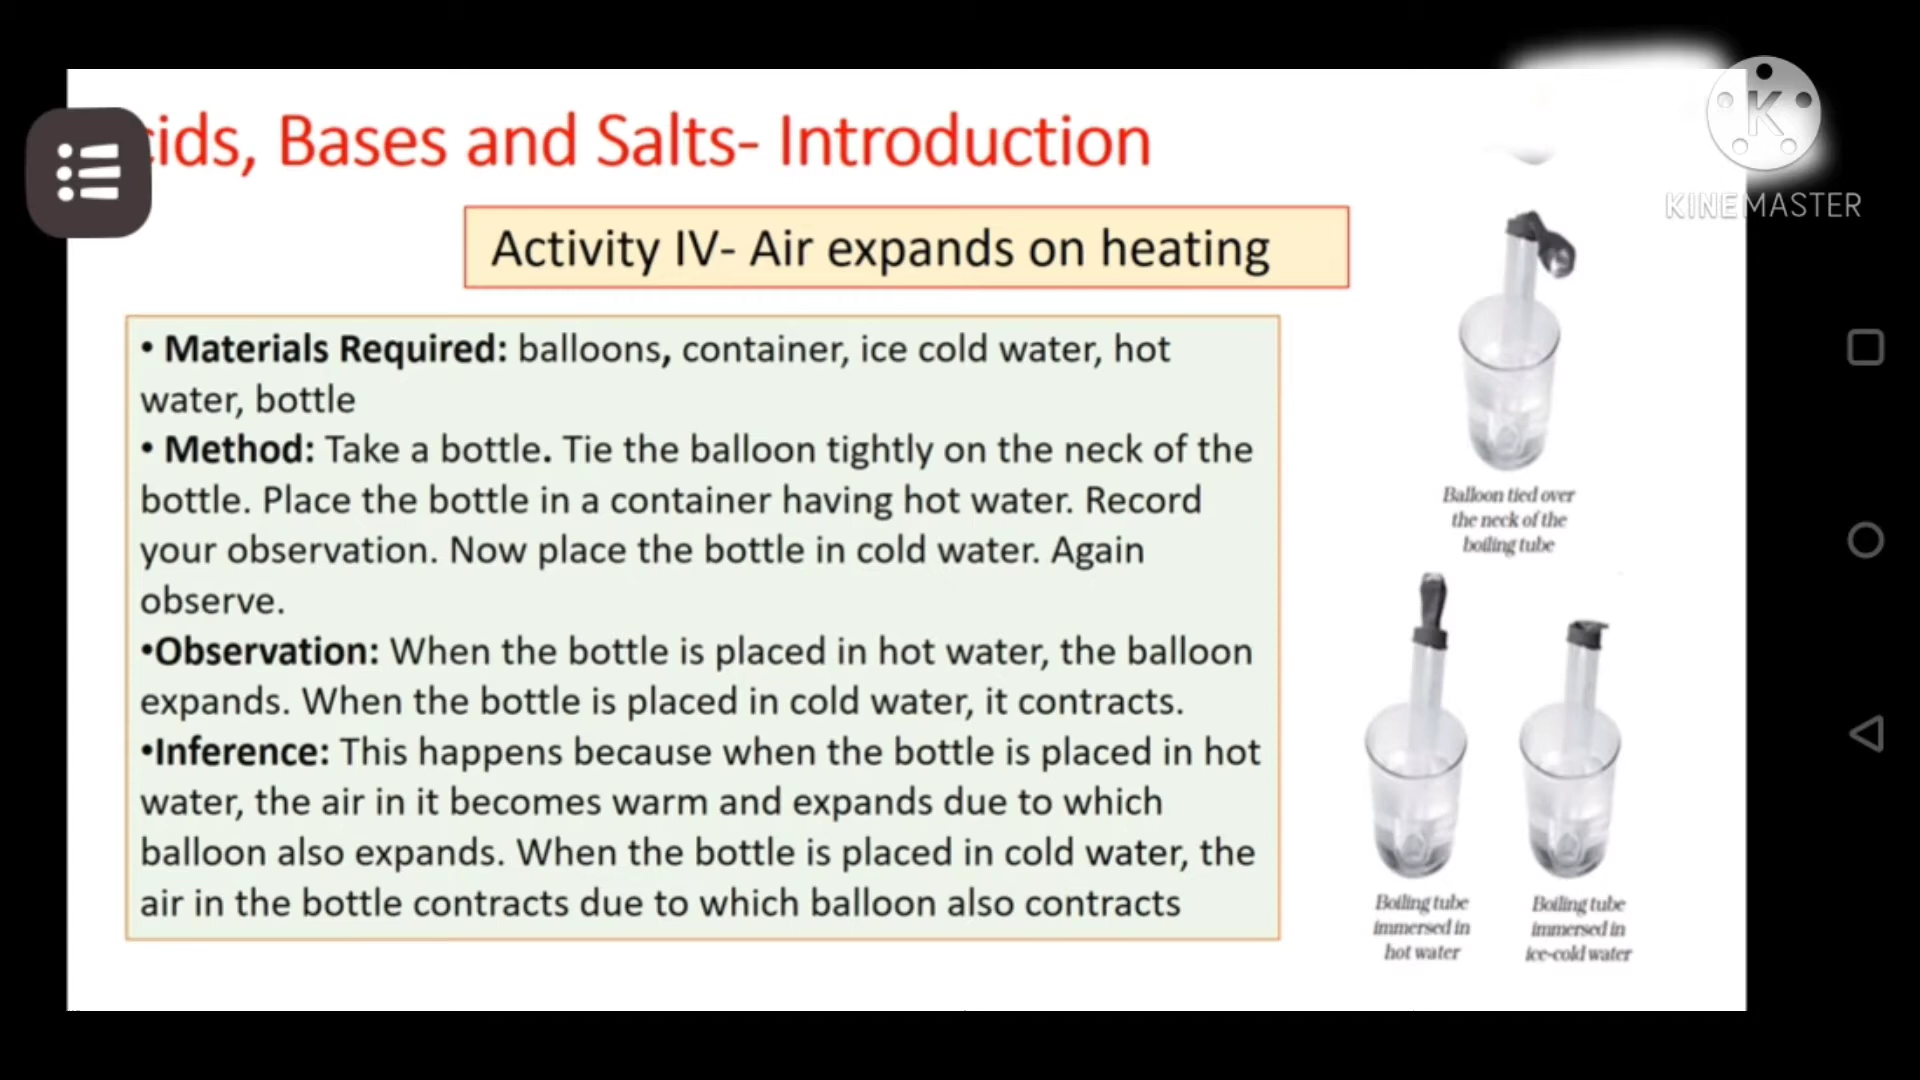 cids, Bases and Salts- Introduction
K
KINEMASTER
Activity IV- Air expands on heating
• Materials Required: balloons, container, ice cold water, hot
water, bottle
• Method: Take a bottle. Tie the balloon tightly on the neck of the
bottle. Place the bottle in a container having hot water. Record
your observation. Now place the bottle in cold water. Again
observe.
•Observation: When the bottle is placed in hot water, the balloon
expands. When the bottle is placed in cold water, it contracts.
•Inference: This happens because when the bottle is placed in hot
water, the air in it becomes warm and expands due to which
balloon also expands. When the bottle is placed in cold water, the
air in the bottle contracts due to which balloon also contracts
Balloon tied over
the neck of the
boiling tube
Boiling tube
immersed in
hot water
Boiling tube
immersed in
ice-cold water